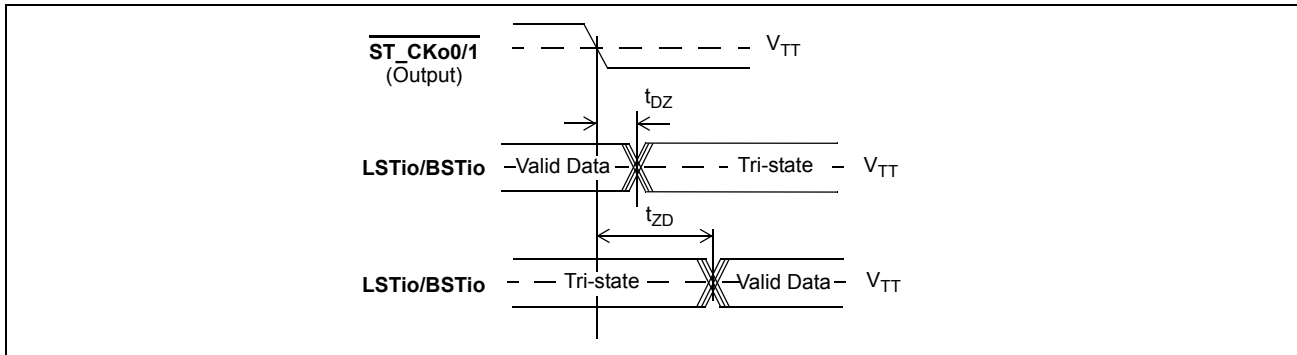 ST_CKo0/1
(Output)
V_TT
t_DZ
LSTio/BSTio
Valid Data
Tri-state
V_TT
t_ZD
LSTio/BSTio
Tri-state
Valid Data
V_TT